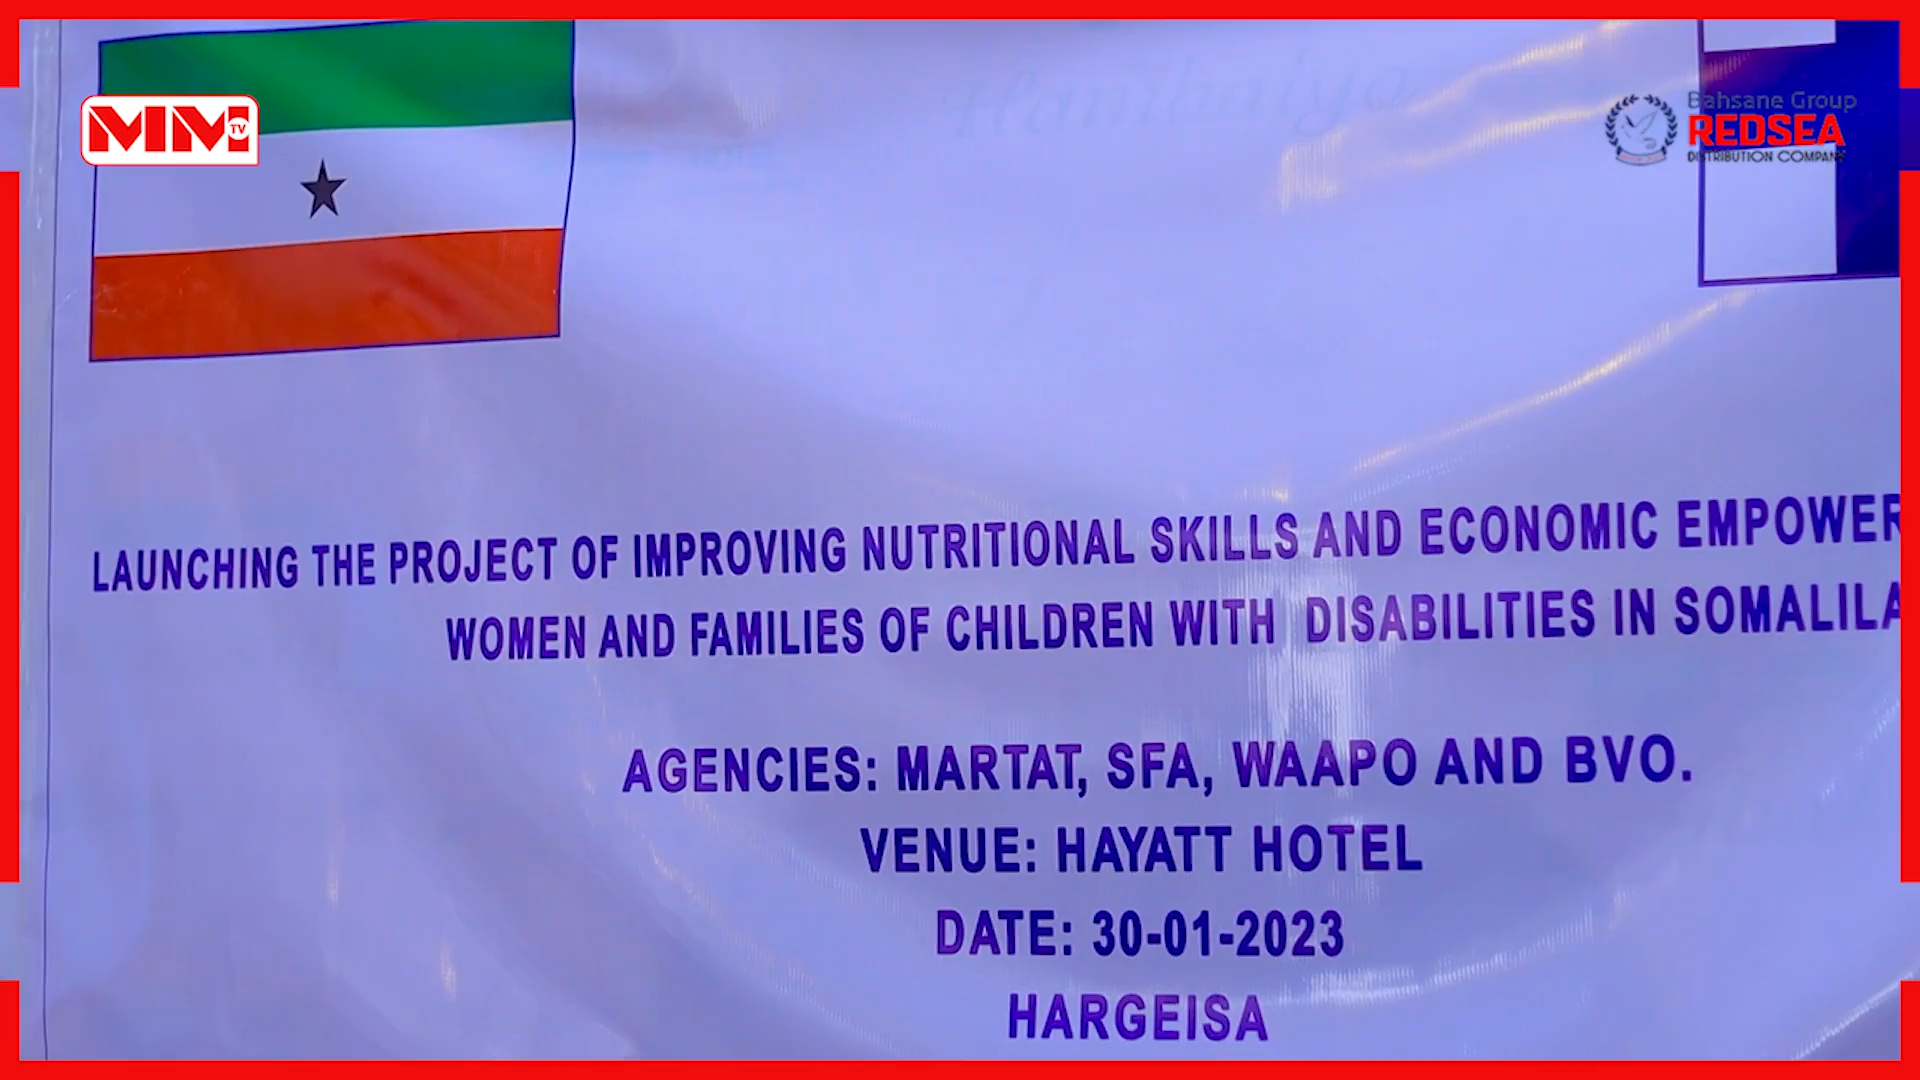 MM TV
Bahsane Group
REDSEA
DISTRIBUTION COMPANY
LAUNCHING THE PROJECT OF IMPROVING NUTRITIONAL SKILLS AND ECONOMIC EMPOWER
WOMEN AND FAMILIES OF CHILDREN WITH DISABILITIES IN SOMALILA
AGENCIES: MARTAT, SFA, WAAPO AND BVO.
VENUE: HAYATT HOTEL
DATE: 30-01-2023
HARGEISA